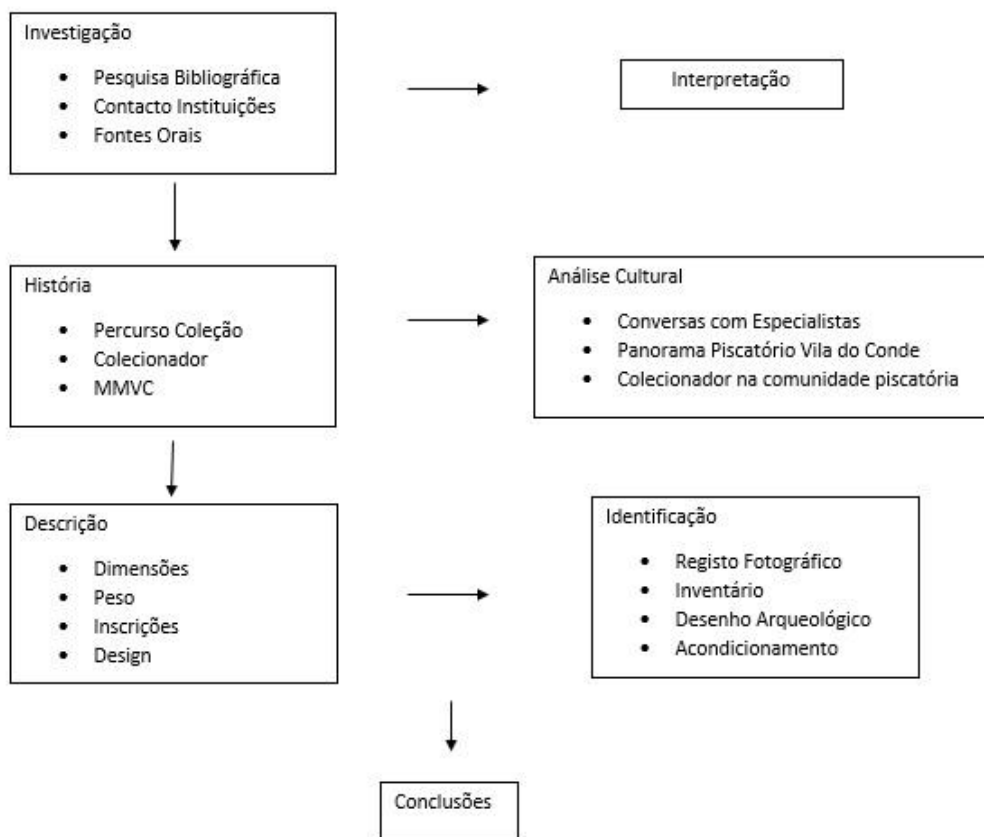 Investigação
• Pesquisa Bibliográfica
• Contacto Instituições
• Fontes Orais
Interpretação
História
• Percurso Coleção
• Colecionador
• MMVC
Análise Cultural
• Conversas com Especialistas
• Panorama Piscatório Vila do Conde
• Colecionador na comunidade piscatória
Descrição
• Dimensões
• Peso
• Inscrições
• Design
Identificação
• Registo Fotográfico
• Inventário
• Desenho Arqueológico
• Acondicionamento
Conclusões